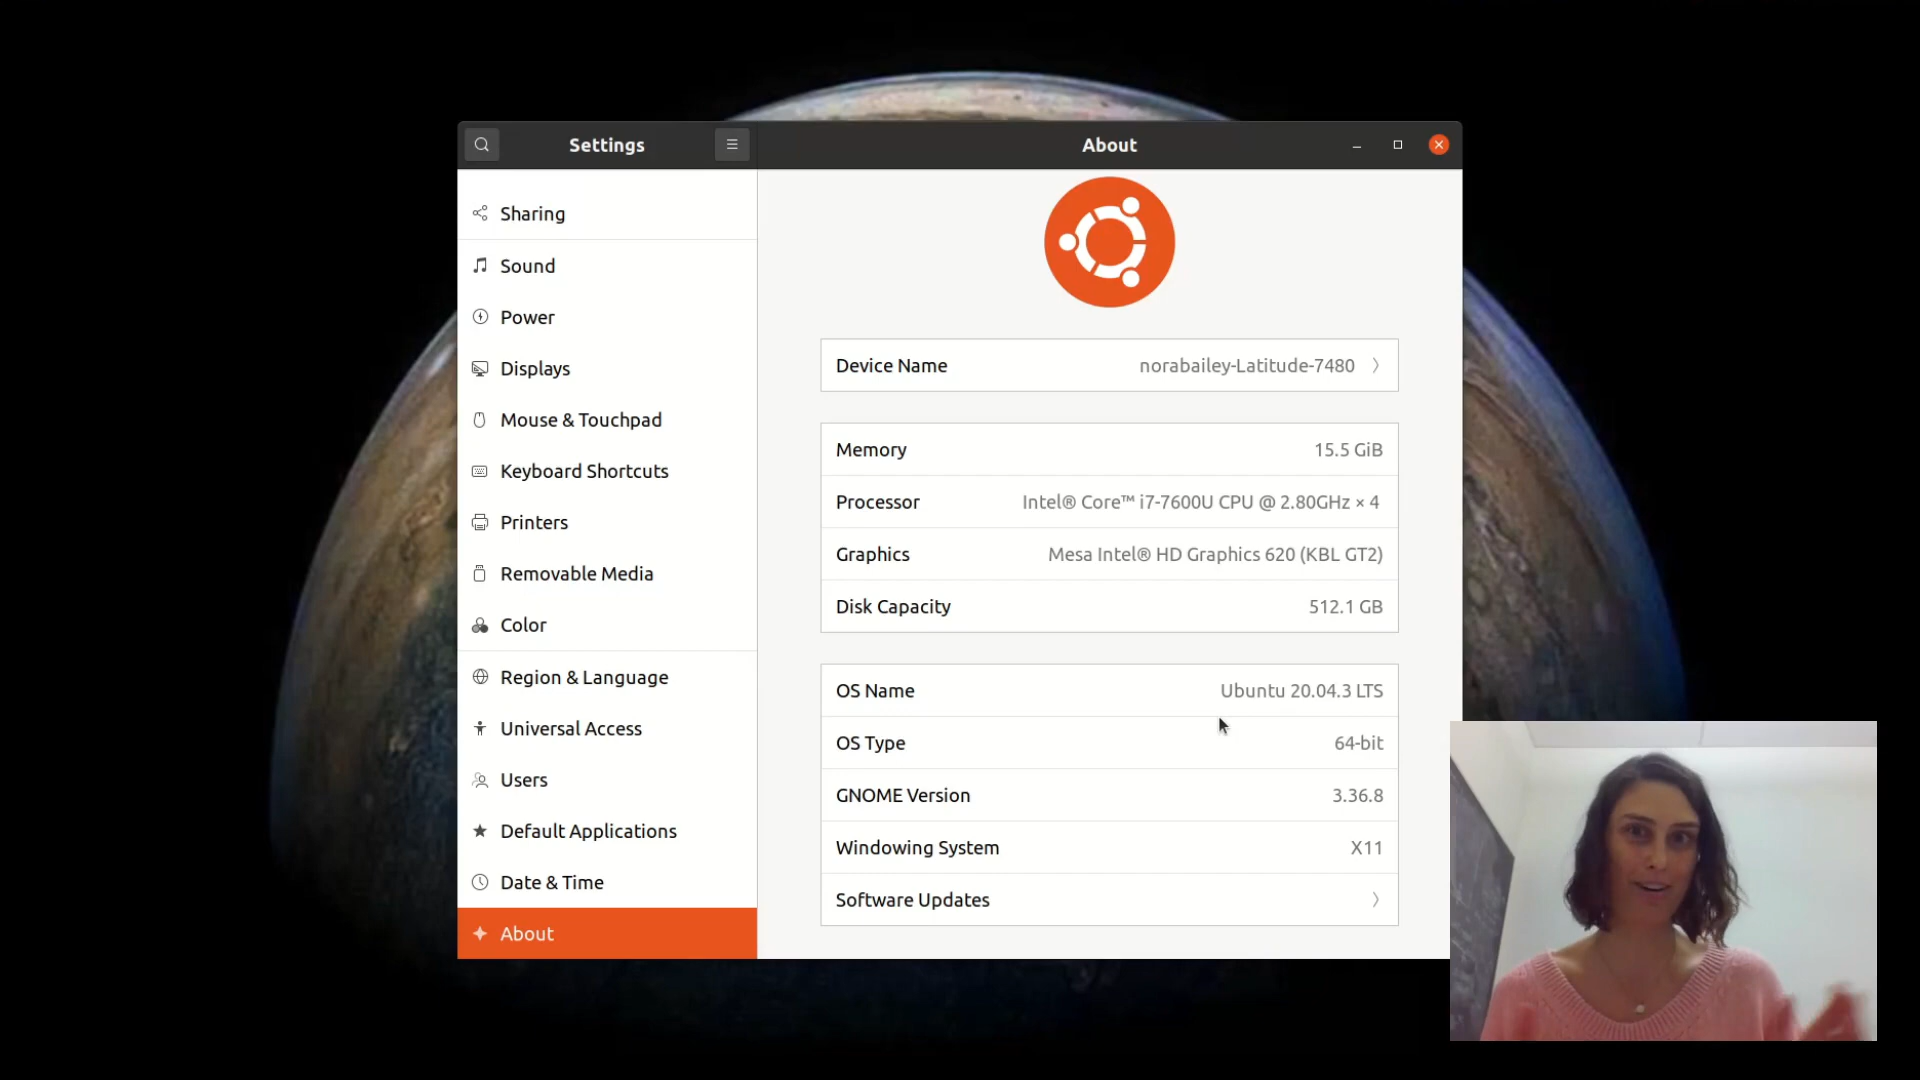 Settings
About
Sharing
Sound
Power
Displays
Mouse & Touchpad
Keyboard Shortcuts
Printers
Removable Media
Color
Region & Language
Universal Access
Users
Default Applications
Date & Time
About
Device Name norabailey-Latitude-7480
Memory 15.5 GiB
Processor Intel® Core™ i7-7600U CPU @ 2.80GHz × 4
Graphics Mesa Intel® HD Graphics 620 (KBL GT2)
Disk Capacity 512.1 GB
OS Name Ubuntu 20.04.3 LTS
OS Type 64-bit
GNOME Version 3.36.8
Windowing System X11
Software Updates